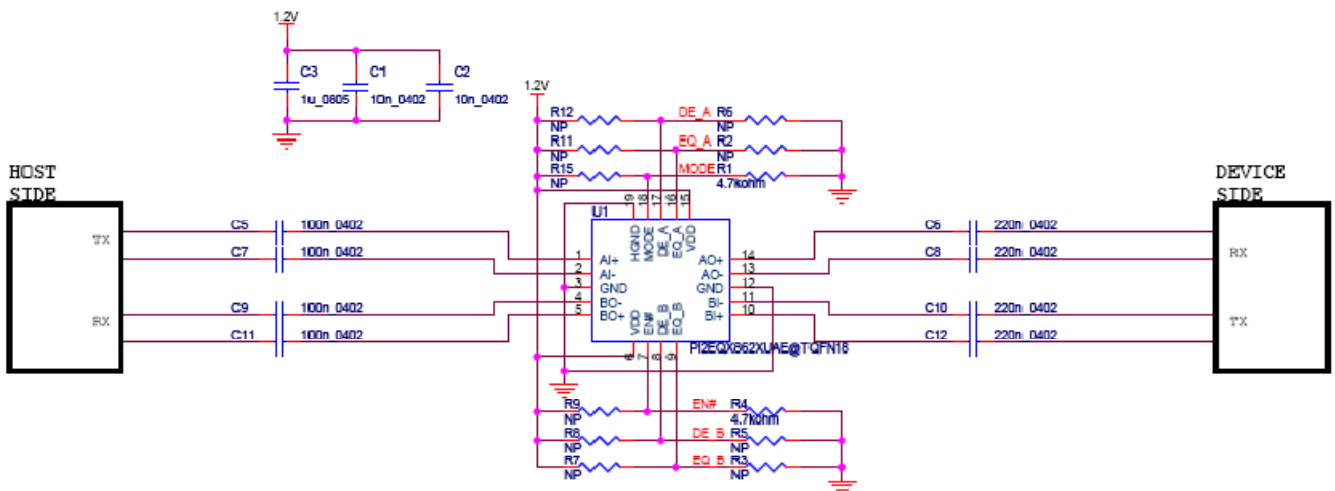 1.2V
C3
C1
C2
1u_0805
10n_0402
10n_0402
1.2V
R12
NP
DE_A
R6
NP
R11
NP
EQ_A
R2
NP
R15
NP
MODE
R1
4.7kohm
HOST
SIDE
DEVICE
SIDE
TX
RX
C5
100n_0402
C7
100n_0402
C9
100n_0402
C11
100n_0402
U1
19
18
17
16
15
HGND
MODE
DE_A
EQ_A
VDD
1
AI+
2
AI-
3
GND
4
BO-
5
BO+
AO+
14
AO-
13
GND
12
BI-
11
BI+
10
VDD
EN#
DE_B
EQ_B
6
7
8
9
PI2EQX862XUAE@TQFN18
C6
220n_0402
C8
220n_0402
C10
220n_0402
C12
220n_0402
RX
TX
R9
NP
EN#
R4
4.7kohm
R8
NP
DE_B
R5
NP
R7
NP
EQ_B
R3
NP